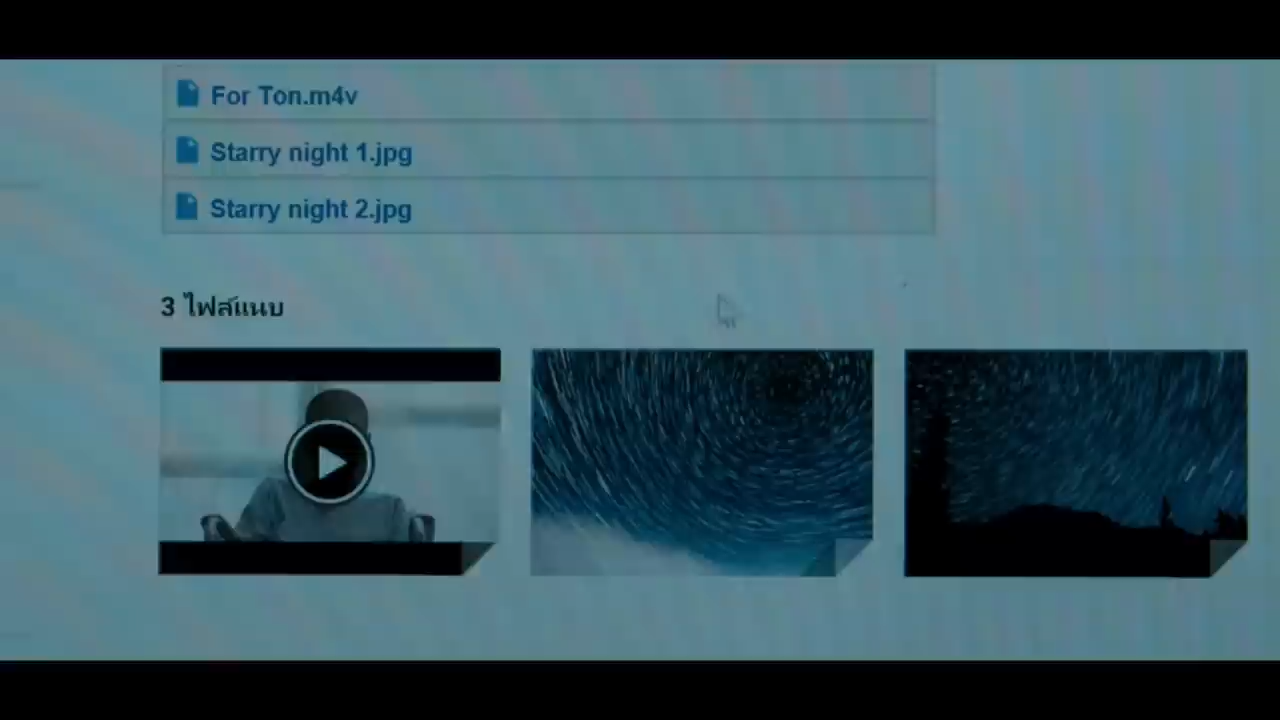 For Ton.m4v
Starry night 1.jpg
Starry night 2.jpg
3 ไฟล์แนบ